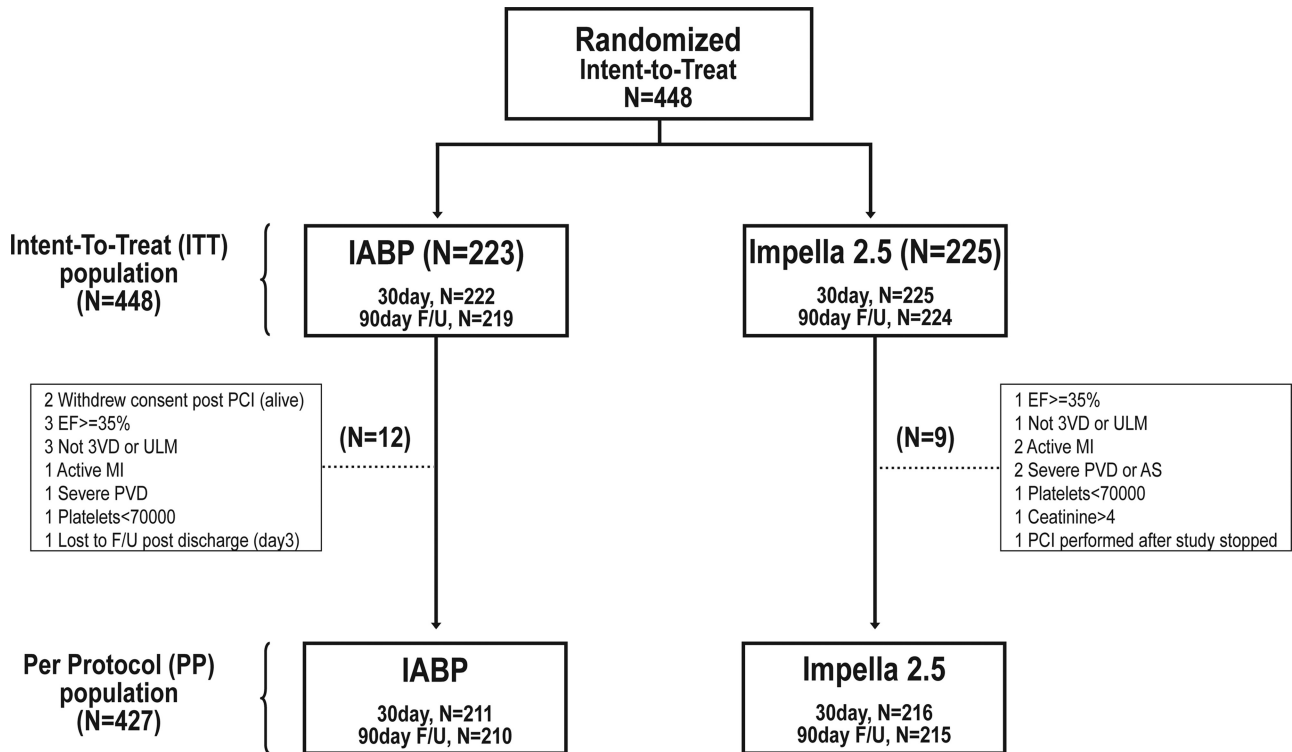 Randomized
Intent-to-Treat
N=448
Intent-To-Treat (ITT)
population
(N=448)
IABP (N=223)
30day, N=222
90day F/U, N=219
Impella 2.5 (N=225)
30day, N=225
90day F/U, N=224
2 Withdrew consent post PCI (alive)
3 EF>=35%
3 Not 3VD or ULM
1 Active MI
1 Severe PVD
1 Platelets<70000
1 Lost to F/U post discharge (day3)
(N=12)
(N=9)
1 EF>=35%
1 Not 3VD or ULM
2 Active MI
2 Severe PVD or AS
1 Platelets<70000
1 Ceatinine>4
1 PCI performed after study stopped
Per Protocol (PP)
population
(N=427)
IABP
30day, N=211
90day F/U, N=210
Impella 2.5
30day, N=216
90day F/U, N=215